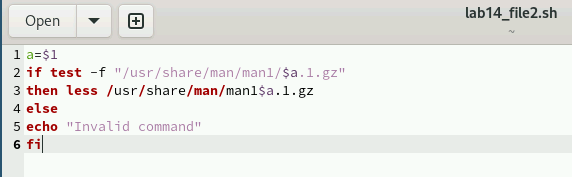 Open
lab14_file2.sh
~
1 a=$1
2 if test -f "/usr/share/man/man1/$a.1.gz"
3 then less /usr/share/man/man1$a.1.gz
4 else
5 echo "Invalid command"
6 fi